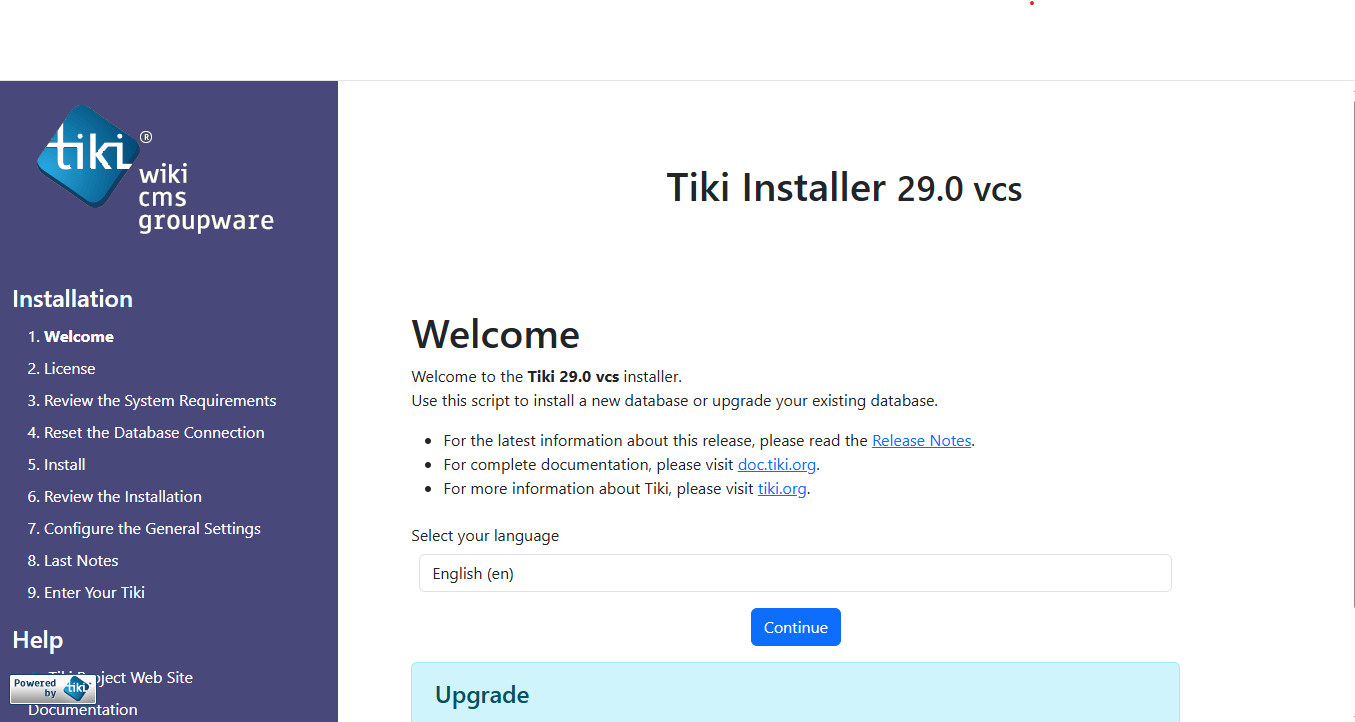 tiki®
wiki
cms
groupware
Installation
1. Welcome
2. License
3. Review the System Requirements
4. Reset the Database Connection
5. Install
6. Review the Installation
7. Configure the General Settings
8. Last Notes
9. Enter Your Tiki
Help
Tiki Project Web Site
Powered by tiki
Documentation
Tiki Installer 29.0 vcs
Welcome
Welcome to the Tiki 29.0 vcs installer.
Use this script to install a new database or upgrade your existing database.
• For the latest information about this release, please read the Release Notes.
• For complete documentation, please visit doc.tiki.org.
• For more information about Tiki, please visit tiki.org.
Select your language
English (en)
Continue
Upgrade